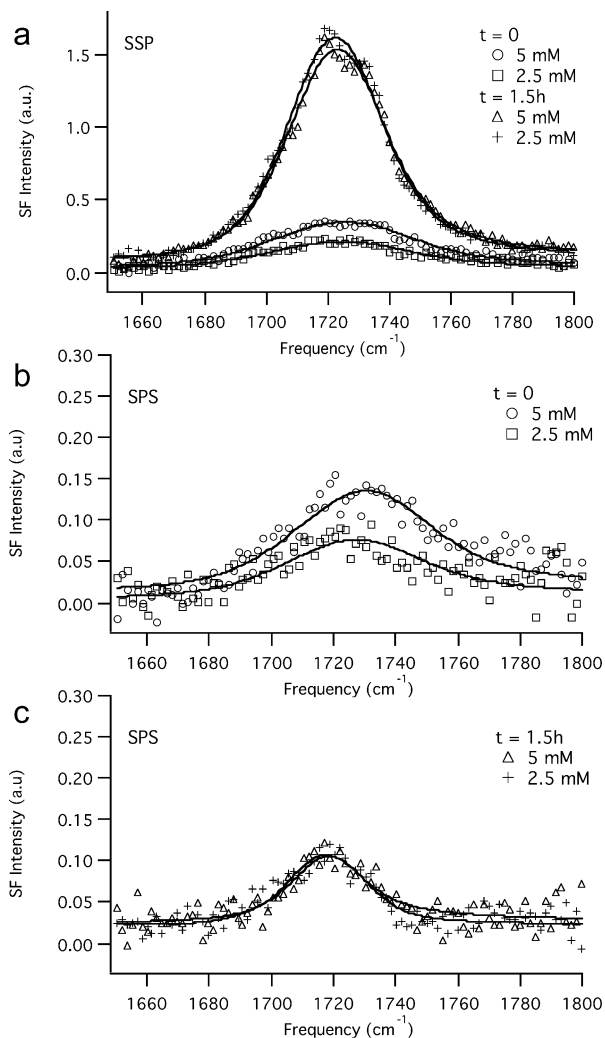 a
SSP
t = 0
5 mM
2.5 mM
t = 1.5h
5 mM
2.5 mM
SF Intensity (a.u.)
1.5
1.0
0.5
0.0
1660 1680 1700 1720 1740 1760 1780 1800
Frequency (cm⁻¹)
b
SPS
t = 0
5 mM
2.5 mM
SF Intensity (a.u)
0.30
0.25
0.20
0.15
0.10
0.05
0.00
1660 1680 1700 1720 1740 1760 1780 1800
Frequency (cm⁻¹)
c
SPS
t = 1.5h
5 mM
2.5 mM
SF Intensity (a.u)
0.30
0.25
0.20
0.15
0.10
0.05
0.00
1660 1680 1700 1720 1740 1760 1780 1800
Frequency (cm⁻¹)